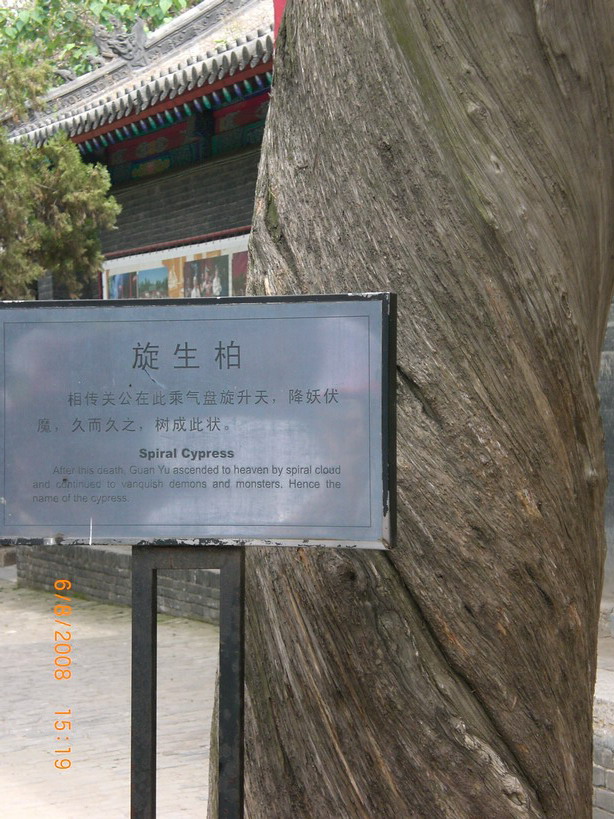 旋生柏
相传关公在此乘气盘旋升天，降妖伏
魔，久而久之，树成此状。
Spiral Cypress
After this death, Guan Yu ascended to heaven by spiral cloud
and continued to vanquish demons and monsters. Hence the
name of the cypress.
6/8/2008 15:19